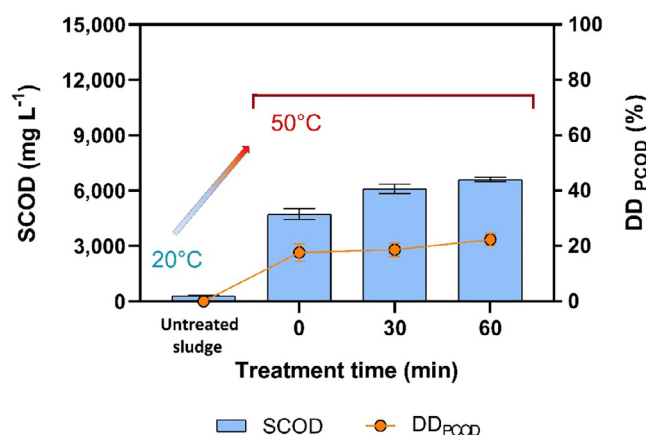 15,000
12,000
9,000
6,000
3,000
0
SCOD (mg L⁻¹)
100
80
60
40
20
0
DD PCOD (%)
50°C
20°C
Untreated
sludge
0
30
60
Treatment time (min)
SCOD
DD_PCOD